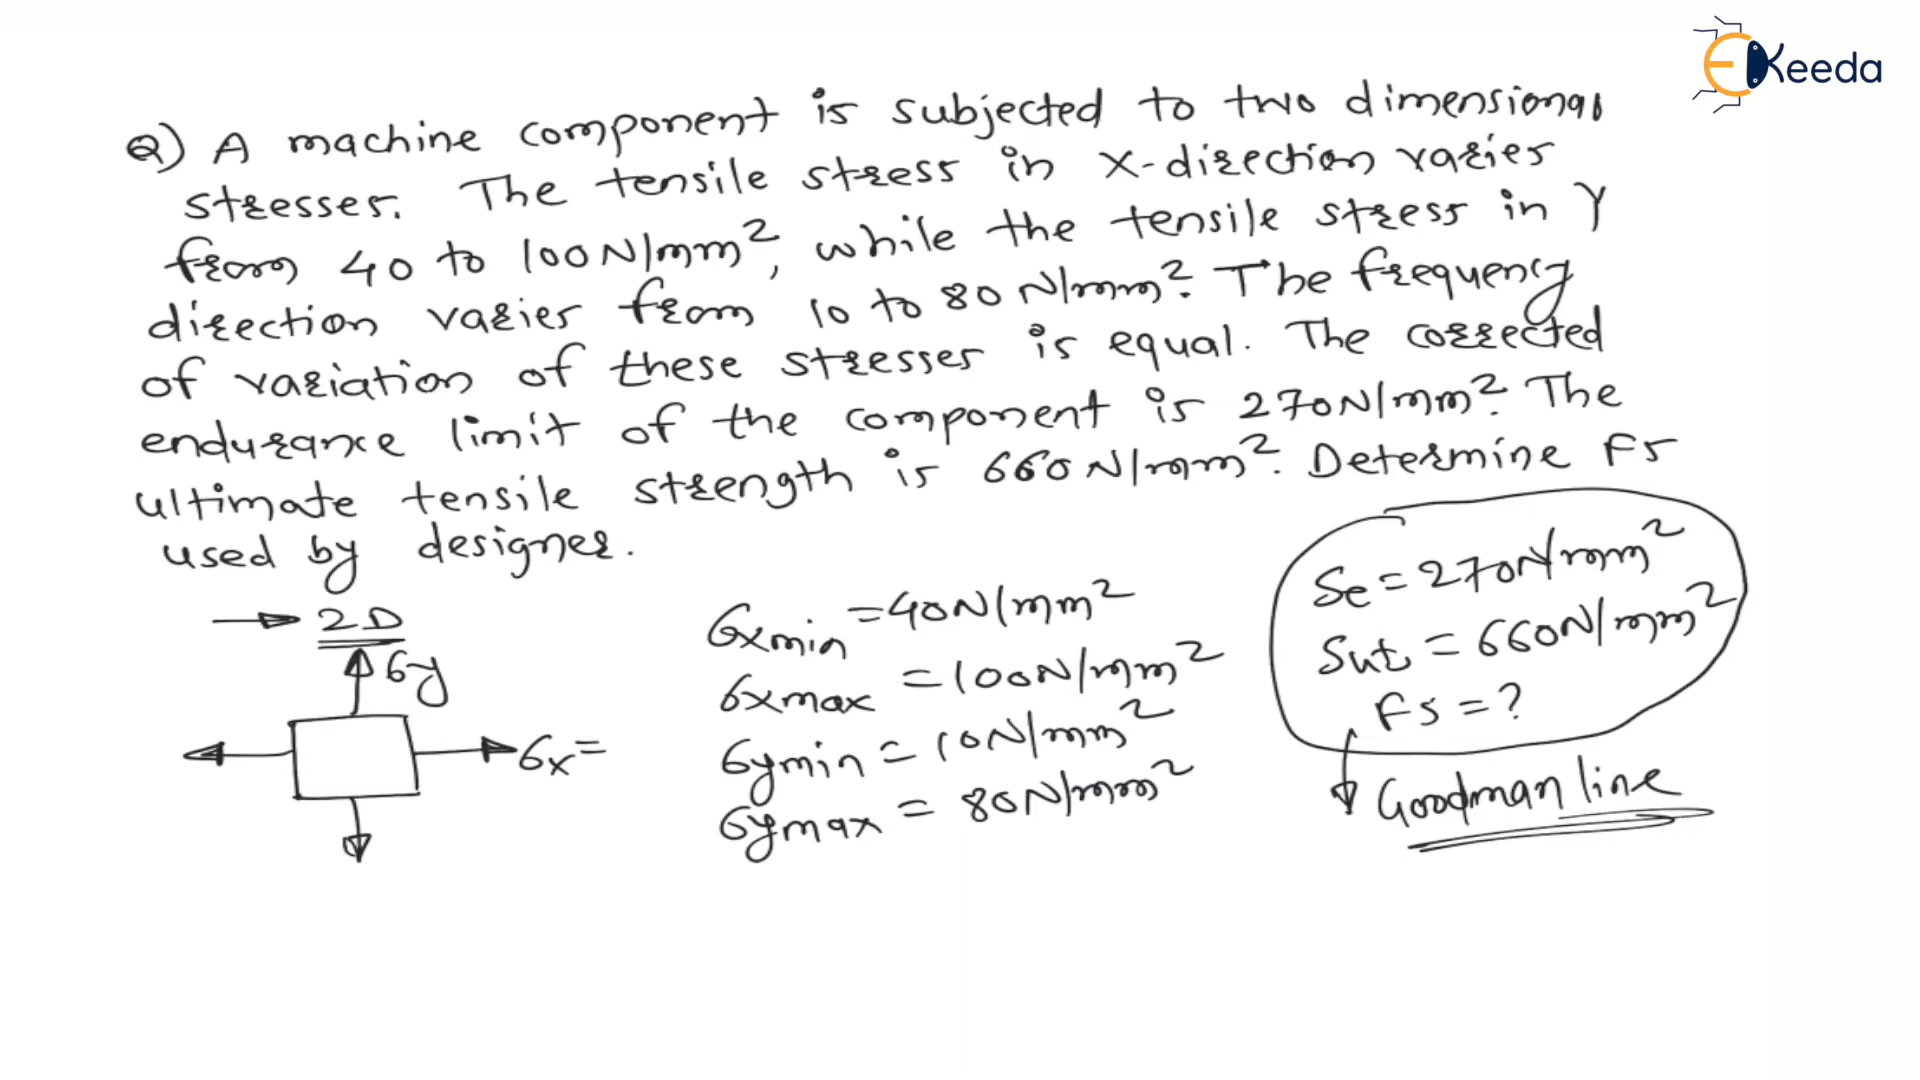 EKeeda
Q) A machine component is subjected to two dimensional
stresses. The tensile stress in X-direction varies
from 40 to 100N/mm², while the tensile stress in Y
direction varies from 10 to 80 N/mm². The frequency
of variation of these stresses is equal. The corrected
endurance limit of the component is 270N/mm². The
ultimate tensile strength is 660N/mm². Determine Fs
used by designer.
2D
σy
σx=
σxmin =40N/mm²
σxmax =100N/mm²
σymin = 10N/mm²
σymax = 80N/mm²
Se=270N/mm²
Sut = 660N/mm²
Fs =?
Goodman line